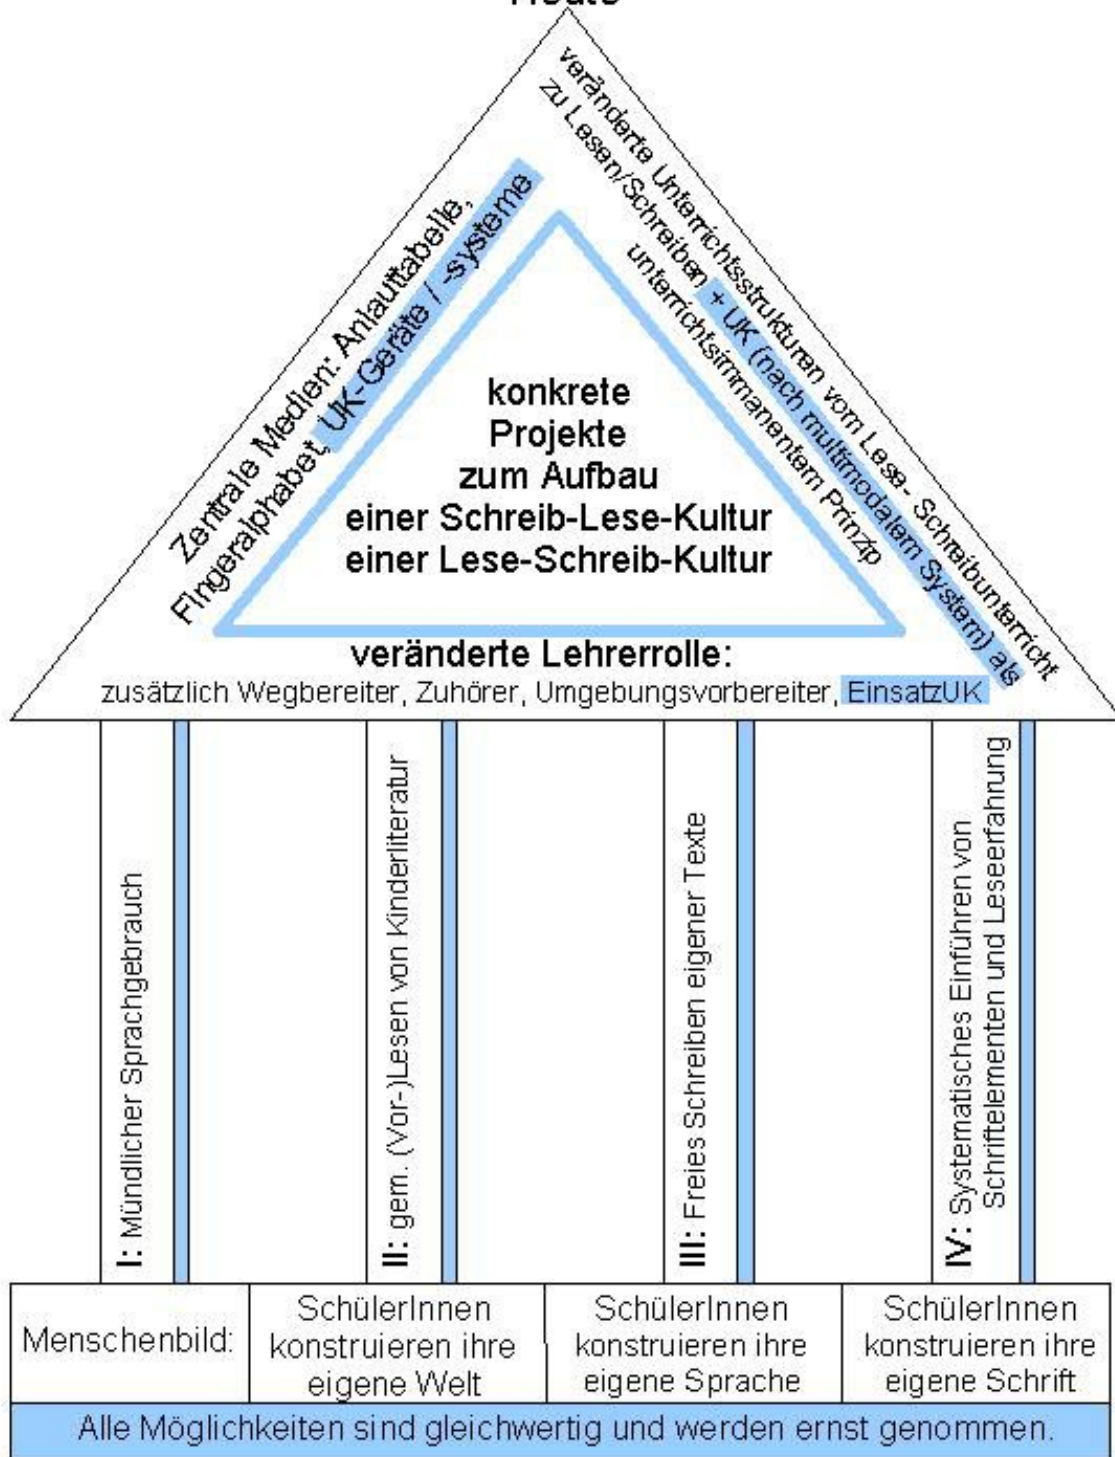 Heute
Zentrale Medien: Anlauttabelle,
Fingeralphabet, UK-Geräte / -systeme
veränderte Unterrichtsstrukturen vom Lese- Schreibunterricht
zu Lesen/Schreiben + UK (nach multimodalem System) als
unterrichtsimmanentem Prinzip
konkrete
Projekte
zum Aufbau
einer Schreib-Lese-Kultur
einer Lese-Schreib-Kultur
veränderte Lehrerrolle:
zusätzlich Wegbereiter, Zuhörer, Umgebungsvorbereiter, EinsatzUK
I: Mündlicher Sprachgebrauch
II: gem. (Vor-)Lesen von Kinderliteratur
III: Freies Schreiben eigener Texte
IV: Systematisches Einführen von
Schriftelementen und Leseerfahrung
Menschenbild:
SchülerInnen
konstruieren ihre
eigene Welt
SchülerInnen
konstruieren ihre
eigene Sprache
SchülerInnen
konstruieren ihre
eigene Schrift
Alle Möglichkeiten sind gleichwertig und werden ernst genommen.